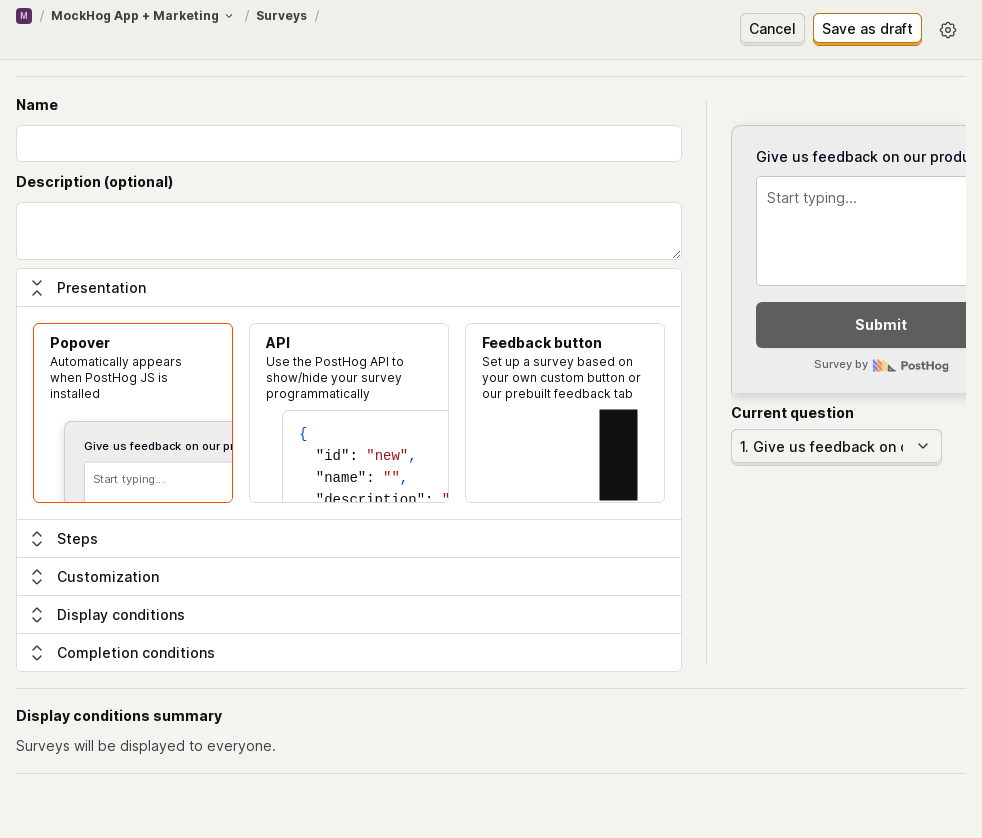 M / MockHog App + Marketing / Surveys /
Cancel
Save as draft
Name
Description (optional)
Presentation
Popover
Automatically appears
when PostHog JS is
installed
Give us feedback on our pr
Start typing...
API
Use the PostHog API to
show/hide your survey
programmatically
{
"id": "new",
"name": "",
"description": "
Feedback button
Set up a survey based on
your own custom button or
our prebuilt feedback tab
Steps
Customization
Display conditions
Completion conditions
Give us feedback on our produ
Start typing...
Submit
Survey by PostHog
Current question
1. Give us feedback on
Display conditions summary
Surveys will be displayed to everyone.